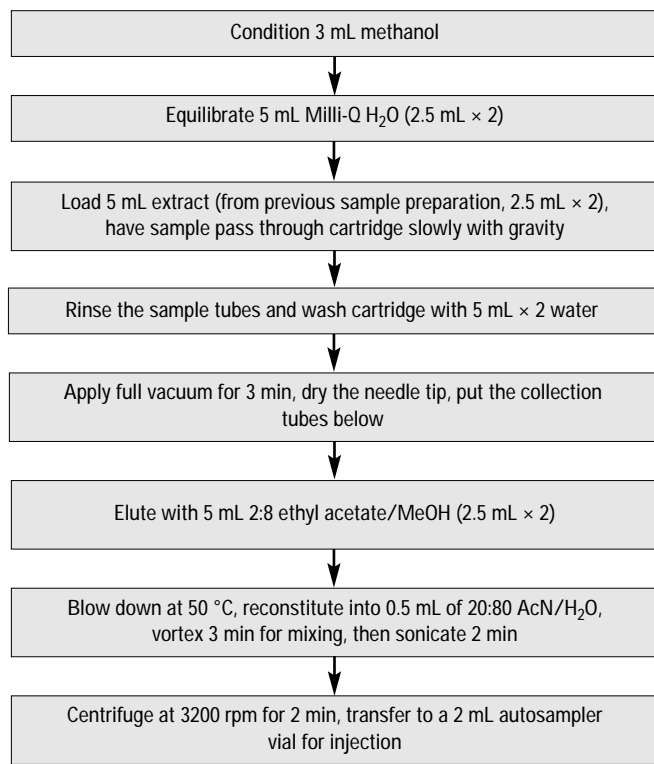 Condition 3 mL methanol
Equilibrate 5 mL Milli-Q H₂O (2.5 mL × 2)
Load 5 mL extract (from previous sample preparation, 2.5 mL × 2),
have sample pass through cartridge slowly with gravity
Rinse the sample tubes and wash cartridge with 5 mL × 2 water
Apply full vacuum for 3 min, dry the needle tip, put the collection
tubes below
Elute with 5 mL 2:8 ethyl acetate/MeOH (2.5 mL × 2)
Blow down at 50 °C, reconstitute into 0.5 mL of 20:80 AcN/H₂O,
vortex 3 min for mixing, then sonicate 2 min
Centrifuge at 3200 rpm for 2 min, transfer to a 2 mL autosampler
vial for injection